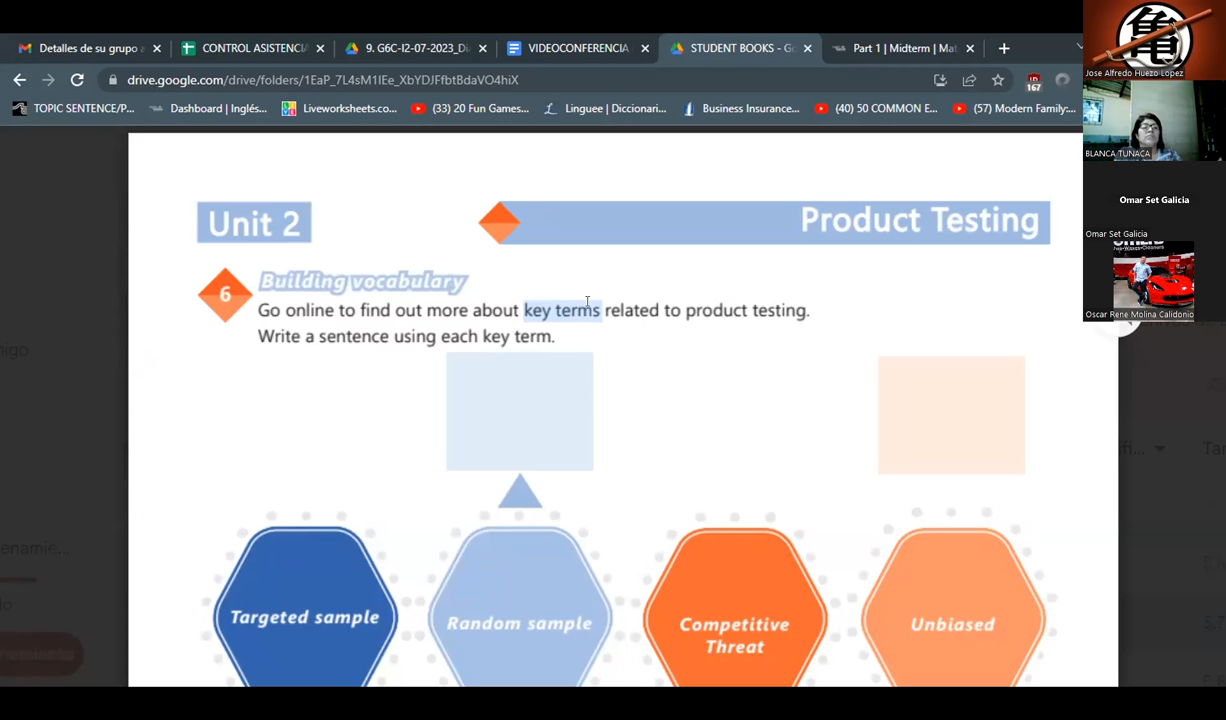 Detalles de su grupo
CONTROL ASISTENCI
9. G6C-I2-07-2023_Di
VIDEOCONFERENCIA
STUDENT BOOKS - Go
Part 1 | Midterm | Mat
drive.google.com/drive/folders/1EaP_7L4sM1IEe_XbYDJFfbtBdaVO4hiX
167
TOPIC SENTENCE/P...
Dashboard | Inglés...
Liveworksheets.co...
(33) 20 Fun Games...
Linguee | Diccionari...
Business Insurance...
(40) 50 COMMON E...
(57) Modern Family:...
Jose Alfredo Huezo Lopez
BLANCA TUNACA
Omar Set Galicia
Omar Set Galicia
Oscar Rene Molina Calidonio
Unit 2
Product Testing
6
Building vocabulary
Go online to find out more about key terms related to product testing.
Write a sentence using each key term.
Targeted sample
Random sample
Competitive
Threat
Unbiased